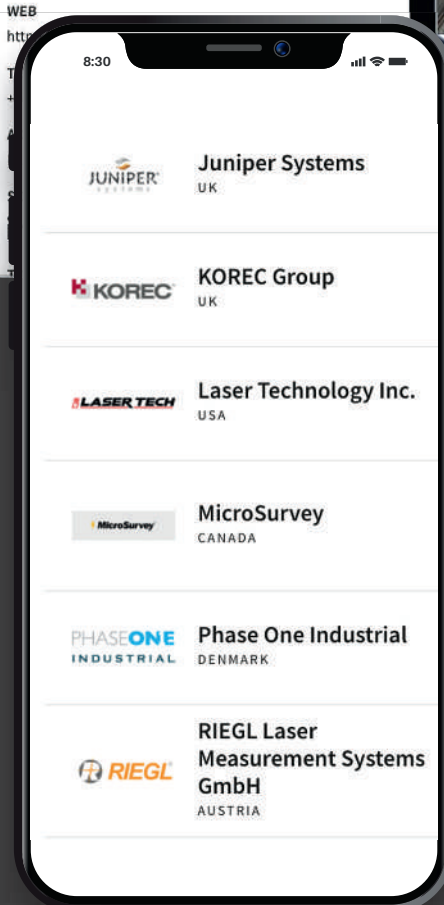 WEB
8:30
JUNIPER
systems
Juniper Systems
UK
KOREC
KOREC Group
UK
LASER TECH
Laser Technology Inc.
USA
MicroSurvey
MicroSurvey
CANADA
PHASEONE
INDUSTRIAL
Phase One Industrial
DENMARK
RIEGL
RIEGL Laser
Measurement Systems
GmbH
AUSTRIA